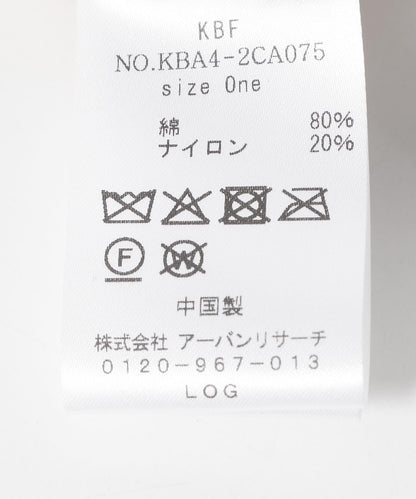 KBF
NO.KBA4-2CA075
size One
綿 80%
ナイロン 20%
F W
中国製
株式会社 アーバンリサーチ
0120-967-013
LOG